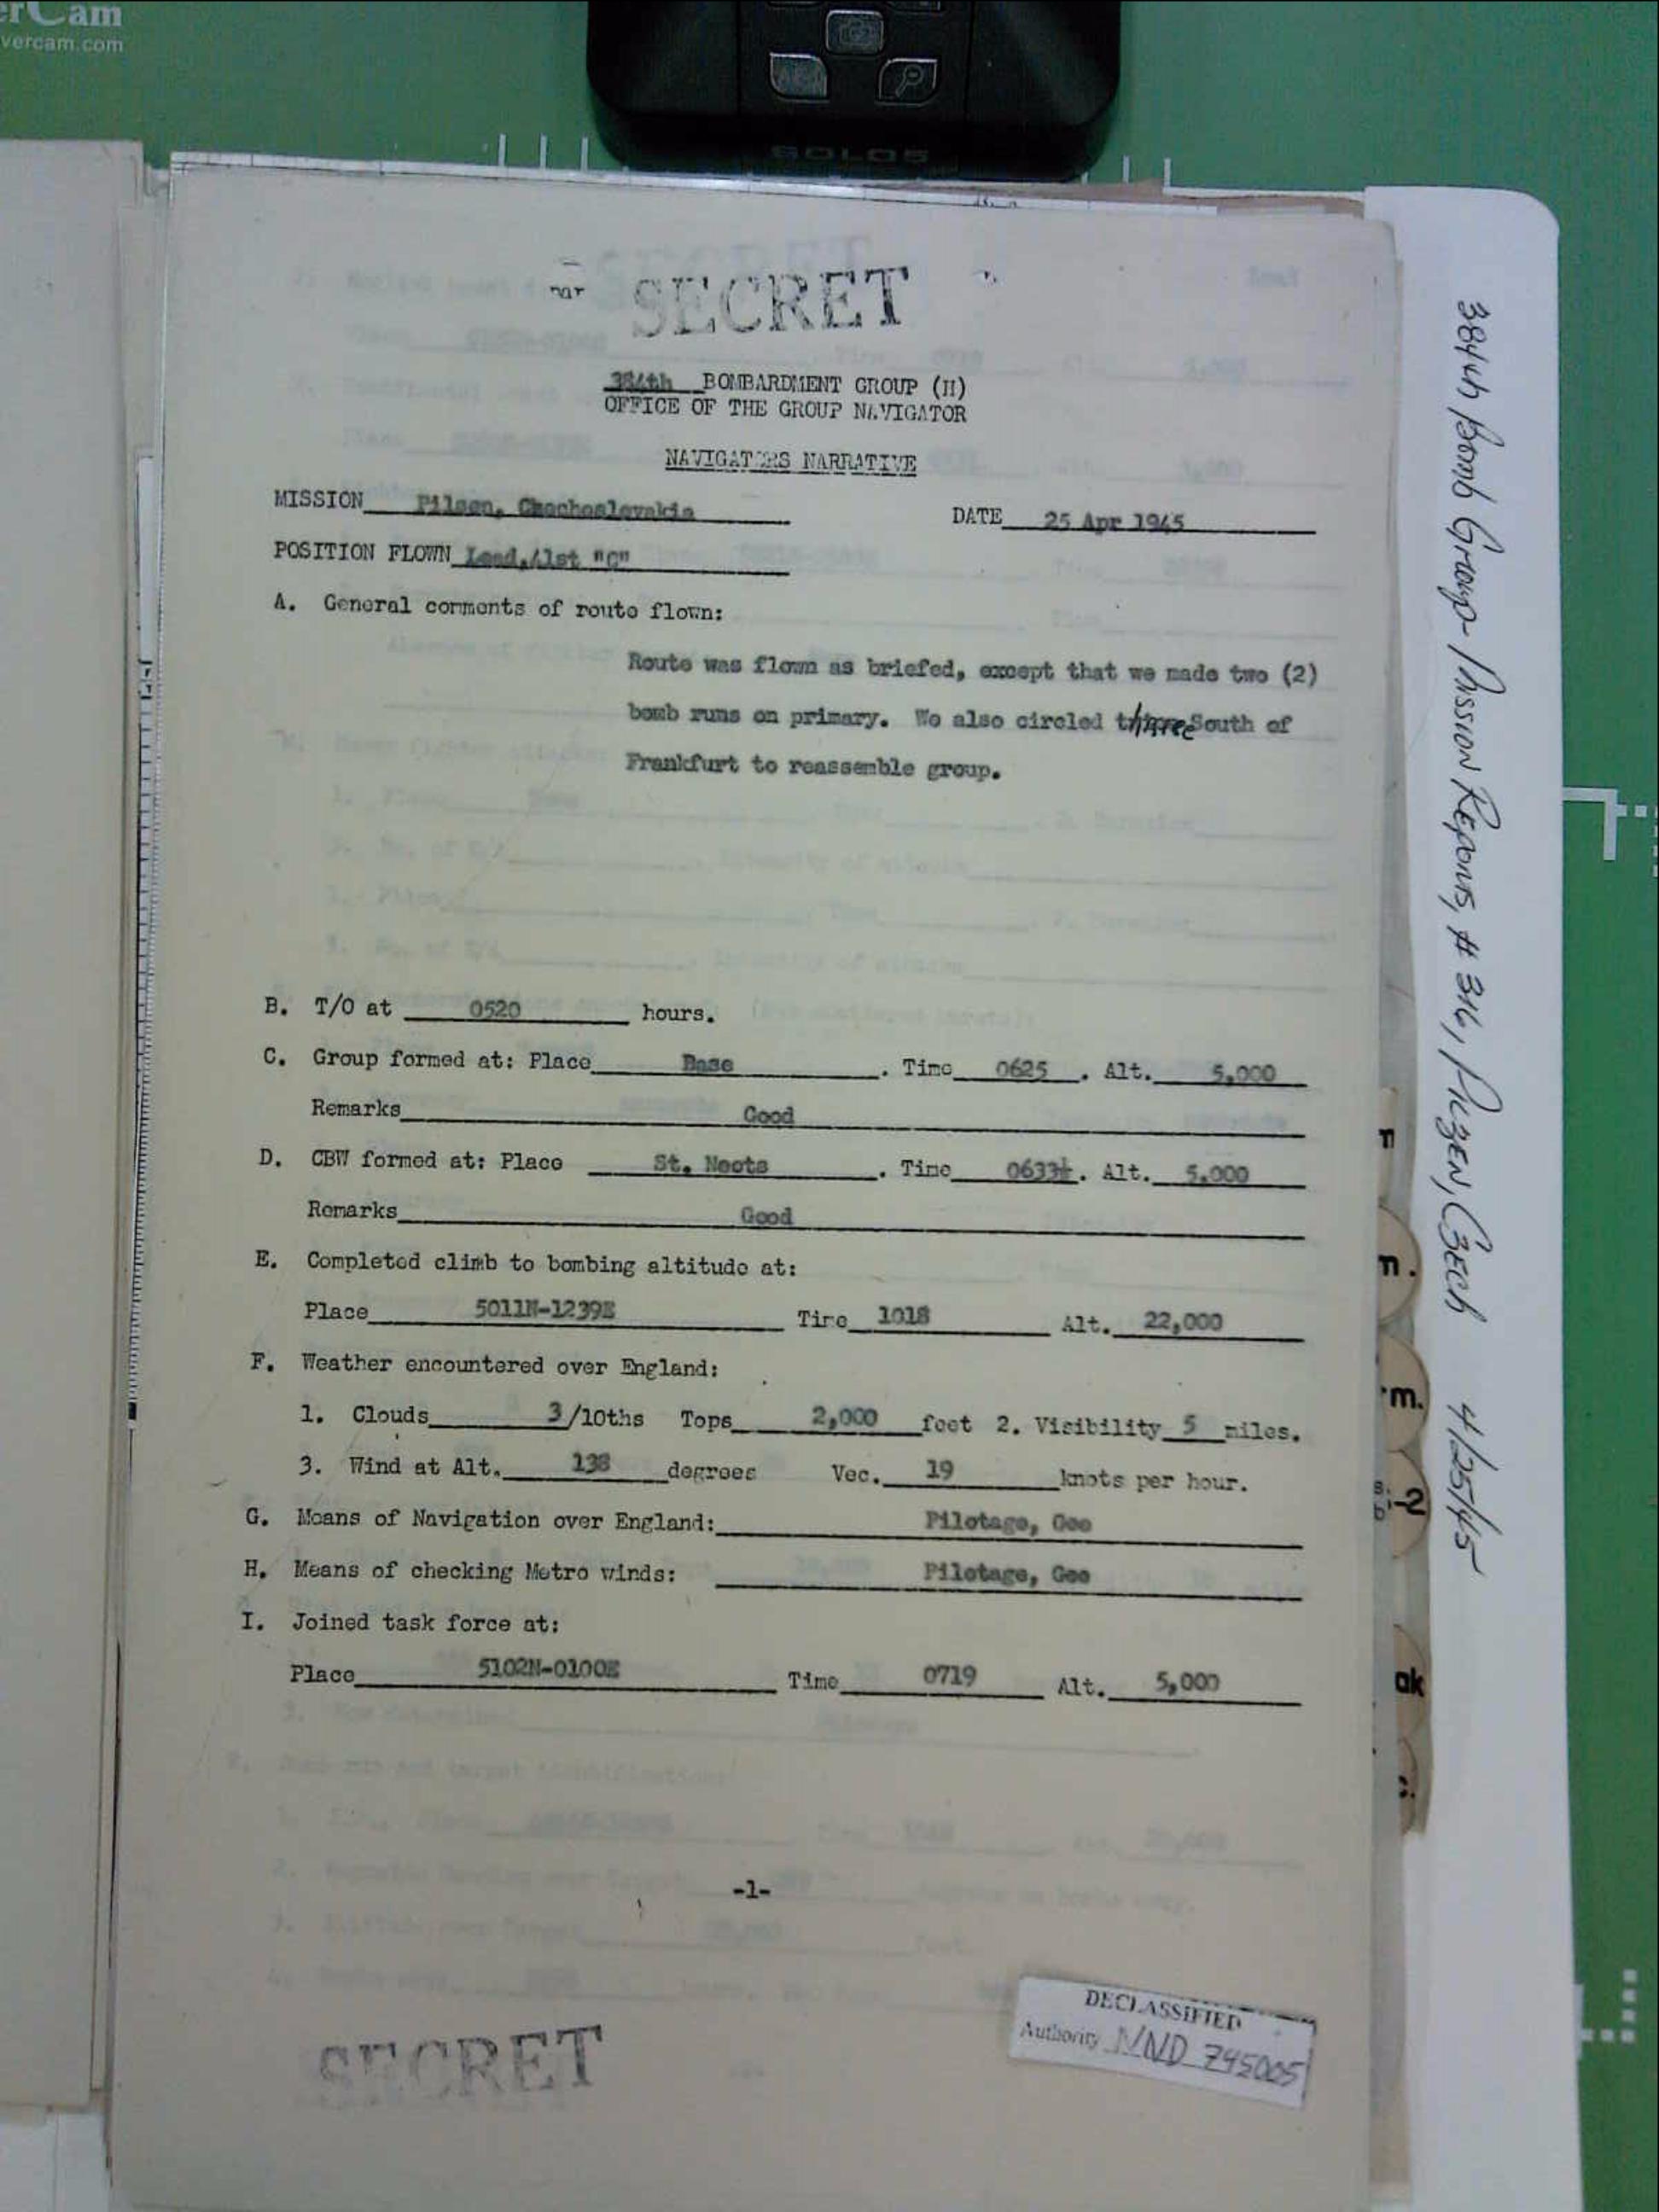 erCam
vercam.com
SOLO5
SECRET
384th BOMBARDMENT GROUP (H)
OFFICE OF THE GROUP NAVIGATOR
NAVIGATORS NARRATIVE
MISSION Pilsen, Chechoslovakia DATE 25 Apr 1945
POSITION FLOWN Lead, 41st "C"
A. General comments of route flown:
Route was flown as briefed, except that we made two (2)
bomb runs on primary. We also circled three South of
Frankfurt to reassemble group.
B. T/O at 0520 hours.
C. Group formed at: Place Base . Time 0625 . Alt. 5,000
Remarks Good
D. CBW formed at: Place St. Neots . Time 0633½ . Alt. 5,000
Remarks Good
E. Completed climb to bombing altitude at:
Place 5011N-1239E Time 1018 Alt. 22,000
F. Weather encountered over England:
1. Clouds 3/10ths Tops 2,000 feet 2. Visibility 5 miles.
3. Wind at Alt. 138 degrees Vec. 19 knots per hour.
G. Means of Navigation over England: Pilotage, Gee
H. Means of checking Metro winds: Pilotage, Gee
I. Joined task force at:
Place 5102N-0100E Time 0719 Alt. 5,000
-1-
SECRET
DECLASSIFIED
Authority NND 745005
384th Bomb Group - Mission Reports, # 316, Pilzen, Czech 4/25/45